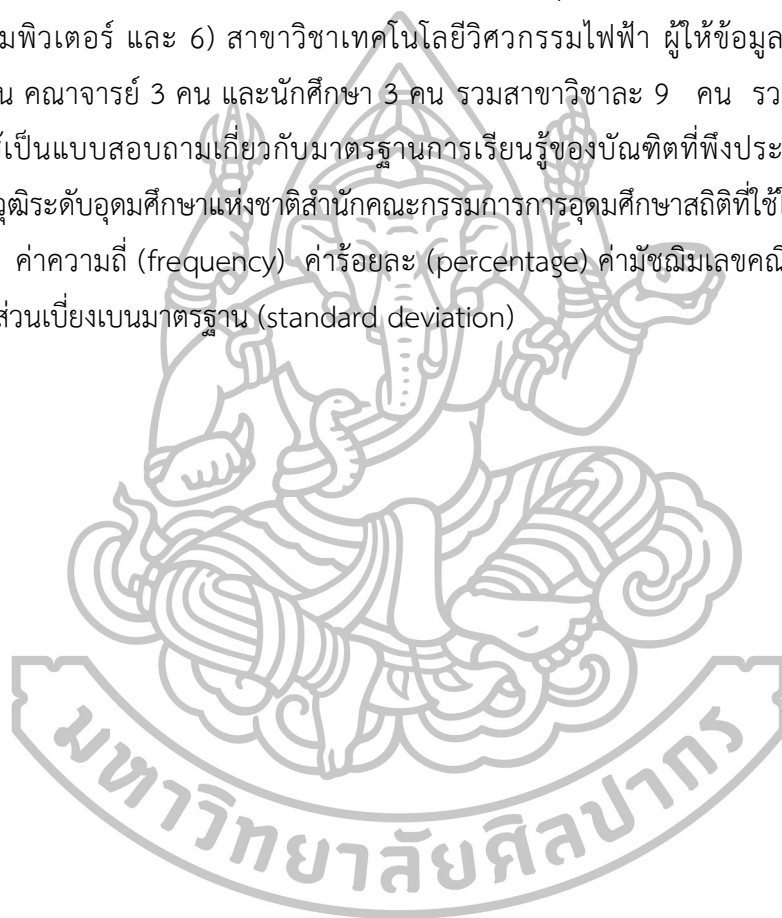 มพิวเตอร์ และ 6) สาขาวิชาเทคโนโลยีวิศวกรรมไฟฟ้า ผู้ให้ข้อมูล
น คณาจารย์ 3 คน และนักศึกษา 3 คน รวมสาขาวิชาละ 9 คน รว
ช้เป็นแบบสอบถามเกี่ยวกับมาตรฐานการเรียนรู้ของบัณฑิตที่พึงประ
วุฒิระดับอุดมศึกษาแห่งชาติสำนักคณะกรรมการการอุดมศึกษาสถิติที่ใช้ใ
ค่าความถี่ (frequency) ค่าร้อยละ (percentage) ค่ามัชฌิมเลขคณิ
ส่วนเบี่ยงเบนมาตรฐาน (standard deviation)
มหาวิทยาลัยศิลปากร